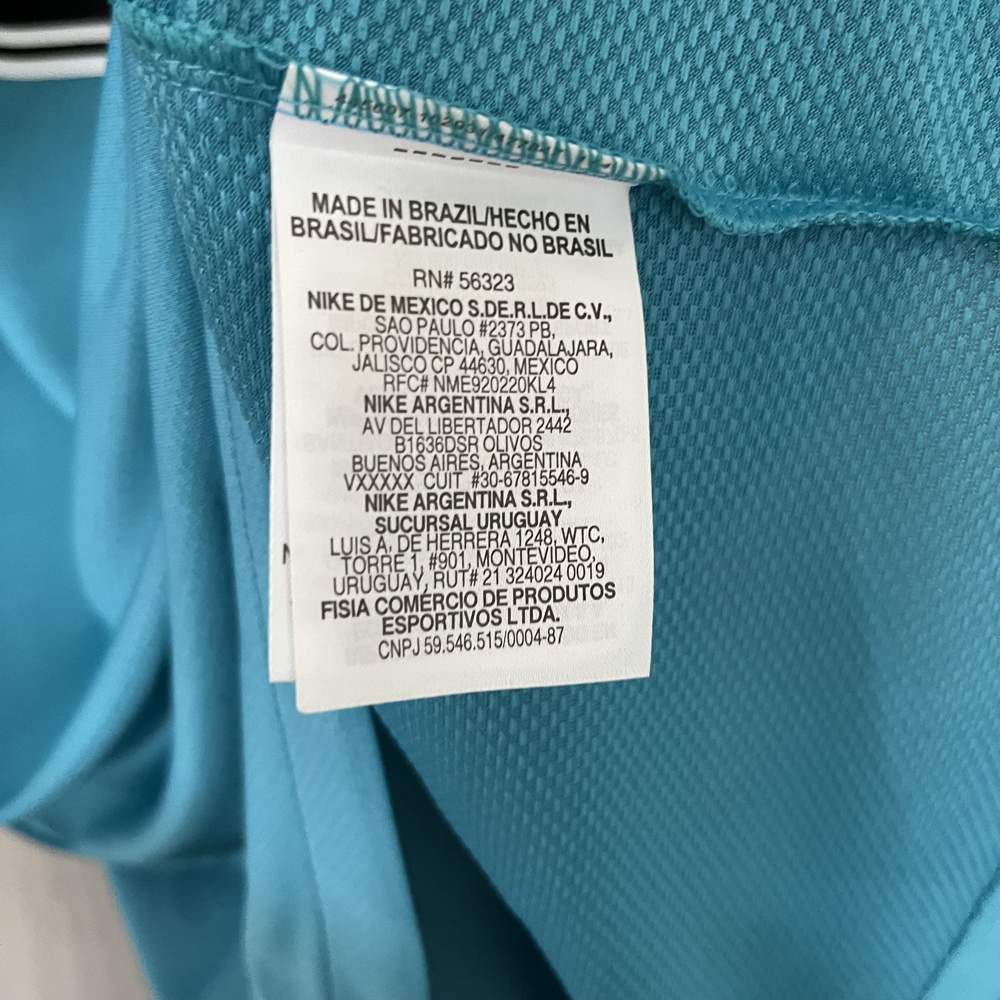 MADE IN BRAZIL/HECHO EN
BRASIL/FABRICADO NO BRASIL
RN# 56323
NIKE DE MEXICO S.DE.R.L.DE C.V.,
SAO PAULO #2373 PB,
COL. PROVIDENCIA, GUADALAJARA,
JALISCO CP 44630, MEXICO
RFC# NME920220KL4
NIKE ARGENTINA S.R.L.,
AV DEL LIBERTADOR 2442
B1636DSR OLIVOS
BUENOS AIRES, ARGENTINA
VXXXXX CUIT #30-67815546-9
NIKE ARGENTINA S.R.L.,
SUCURSAL URUGUAY
LUIS A. DE HERRERA 1248, WTC,
TORRE 1, #901, MONTEVIDEO,
URUGUAY, RUT# 21 324024 0019
FISIA COMÉRCIO DE PRODUTOS
ESPORTIVOS LTDA.
CNPJ 59.546.515/0004-87